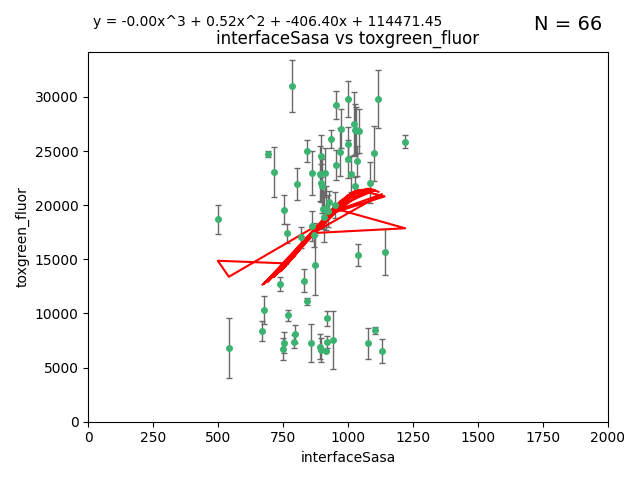 y = -0.00x^3 + 0.52x^2 + -406.40x + 114471.45
N = 66
interfaceSasa vs toxgreen_fluor
30000
25000
20000
15000
10000
5000
0
toxgreen_fluor
0 250 500 750 1000 1250 1500 1750 2000
interfaceSasa